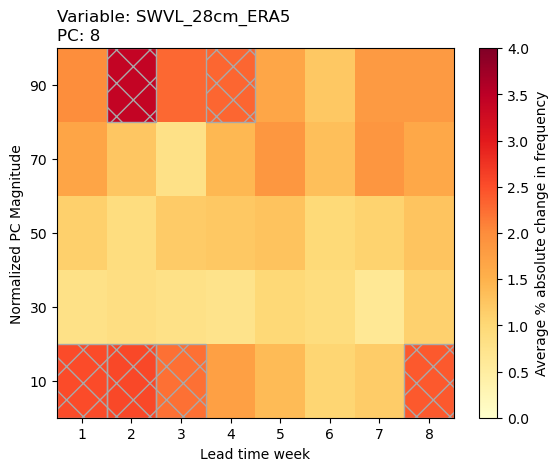 Variable: SWVL_28cm_ERA5
PC: 8
Normalized PC Magnitude
90
70
50
30
10
1 2 3 4 5 6 7 8
Lead time week
4.0
3.5
3.0
2.5
2.0
1.5
1.0
0.5
0.0
Average % absolute change in frequency